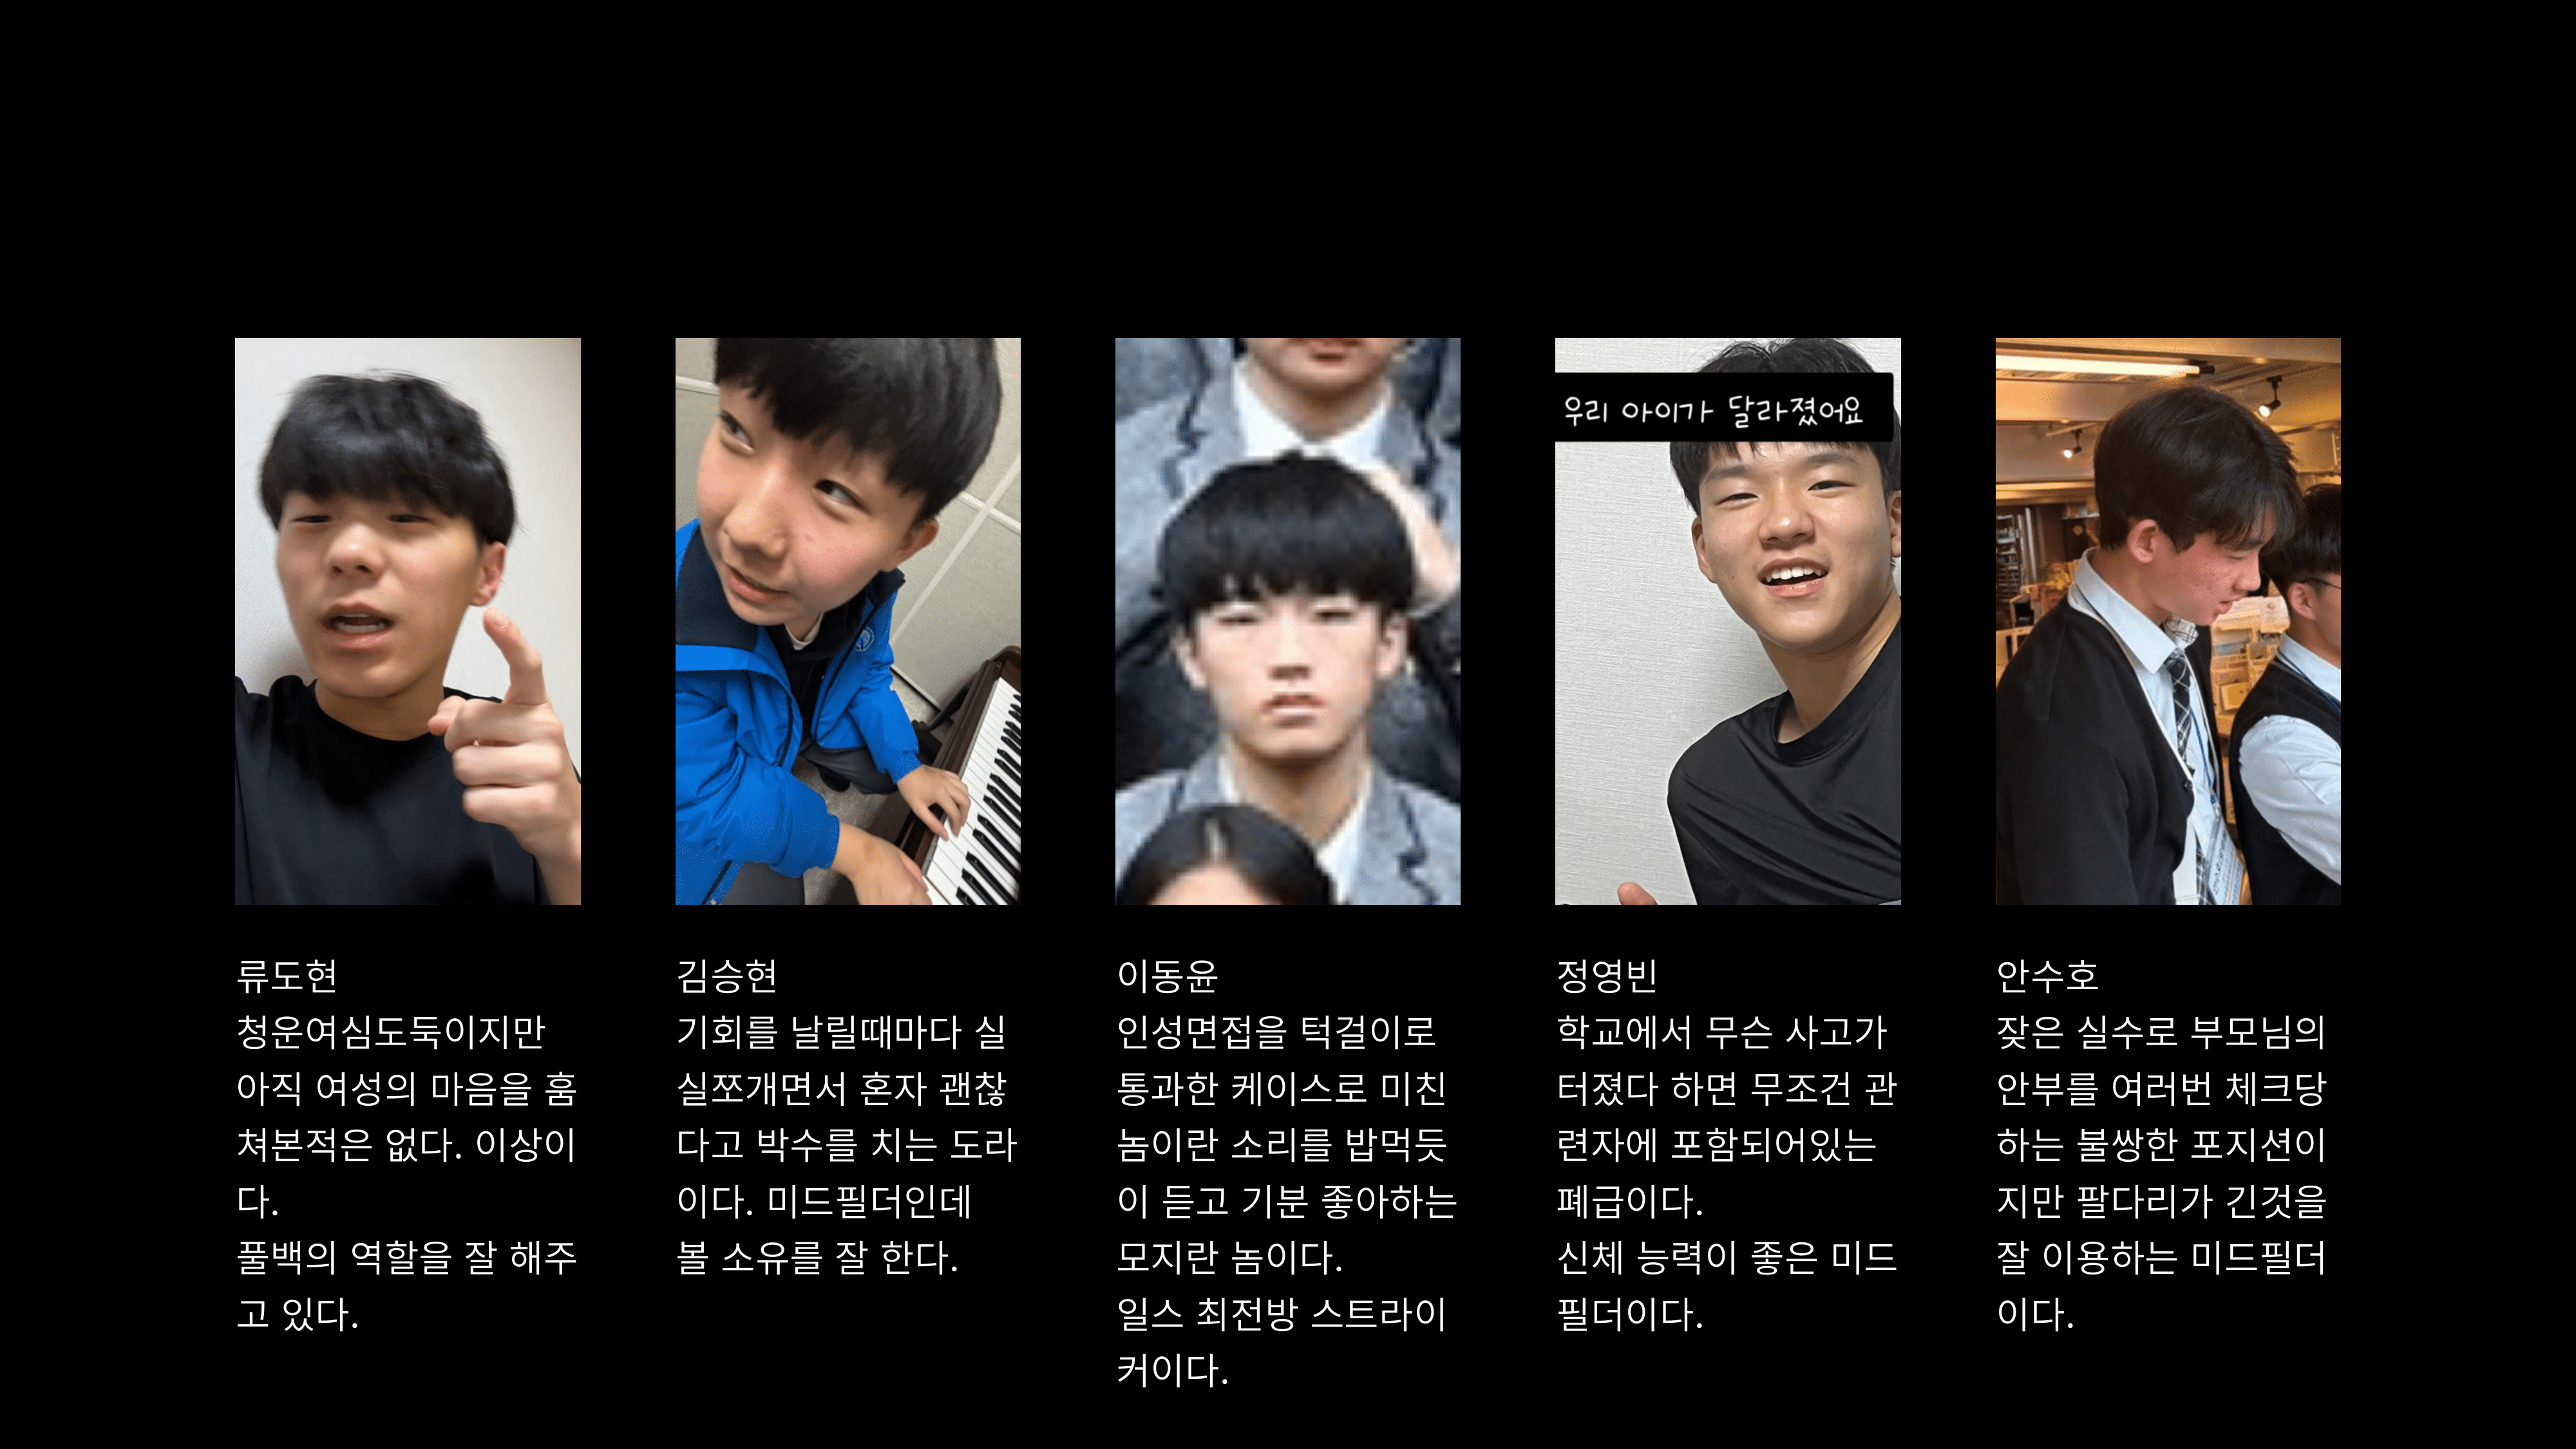 우리 아이가 달라졌어요
류도현
청운여심도둑이지만
아직 여성의 마음을 훔
쳐본적은 없다. 이상이
다.
풀백의 역할을 잘 해주
고 있다.
김승현
기회를 날릴때마다 실
실쪼개면서 혼자 괜찮
다고 박수를 치는 도라
이다. 미드필더인데
볼 소유를 잘 한다.
이동윤
인성면접을 턱걸이로
통과한 케이스로 미친
놈이란 소리를 밥먹듯
이 듣고 기분 좋아하는
모지란 놈이다.
일스 최전방 스트라이
커이다.
정영빈
학교에서 무슨 사고가
터졌다 하면 무조건 관
련자에 포함되어있는
폐급이다.
신체 능력이 좋은 미드
필더이다.
안수호
잦은 실수로 부모님의
안부를 여러번 체크당
하는 불쌍한 포지션이
지만 팔다리가 긴것을
잘 이용하는 미드필더
이다.